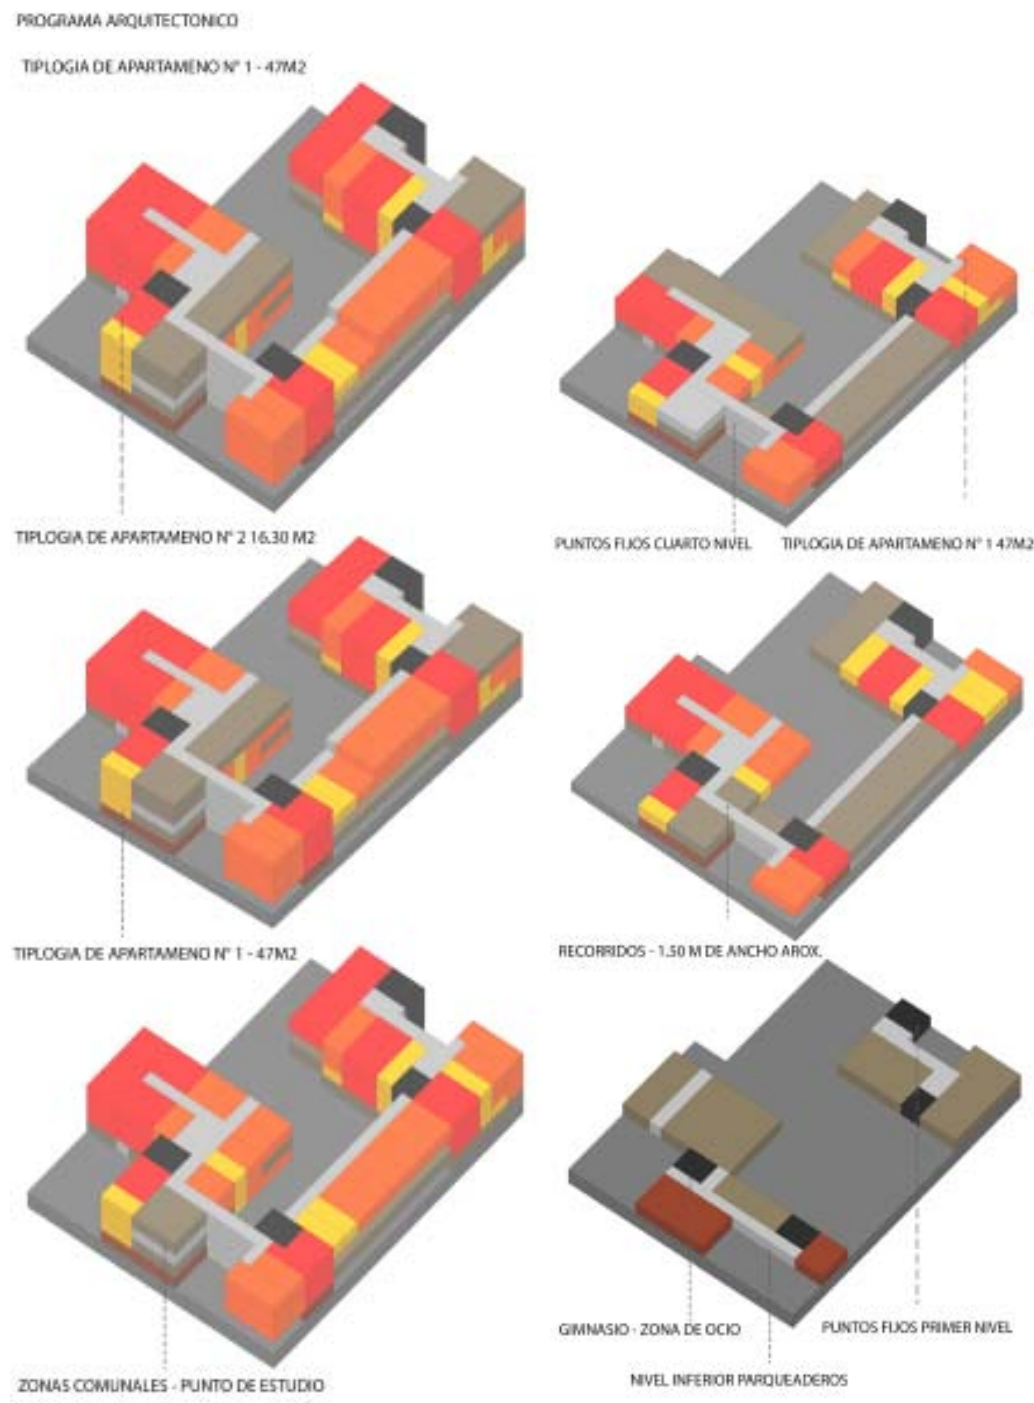 PROGRAMA ARQUITECTONICO
TIPLOGIA DE APARTAMENO N° 1 - 47M2
TIPLOGIA DE APARTAMENO N° 2 16.30 M2
PUNTOS FIJOS CUARTO NIVEL
TIPLOGIA DE APARTAMENO N° 1 47M2
TIPLOGIA DE APARTAMENO N° 1 - 47M2
RECORRIDOS - 1.50 M DE ANCHO AROX.
GIMNASIO - ZONA DE OCIO
PUNTOS FIJOS PRIMER NIVEL
NIVEL INFERIOR PARQUEADEROS
ZONAS COMUNALES - PUNTO DE ESTUDIO